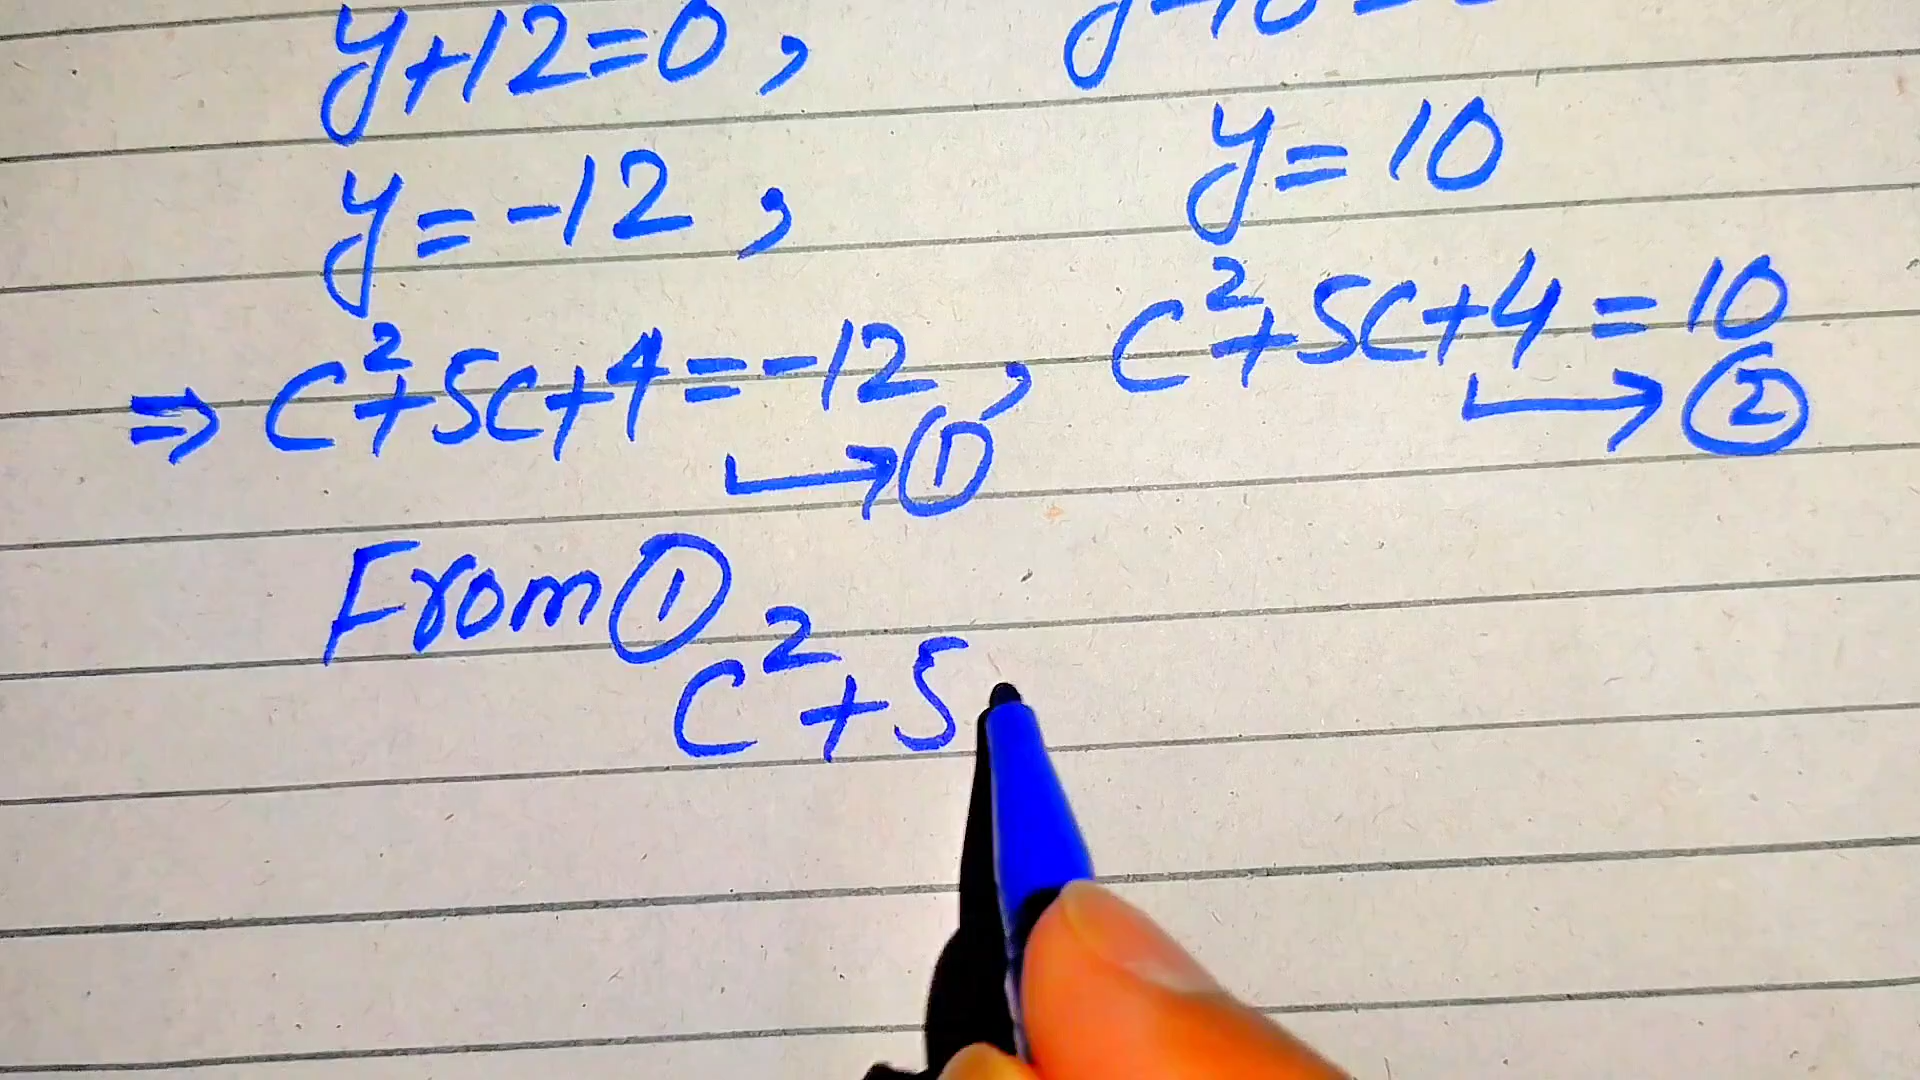 y+12=0,
y=-12, y=10
⇒ C²+5C+4=-12, C²+5C+4=10
→① →②
From ①
C²+5